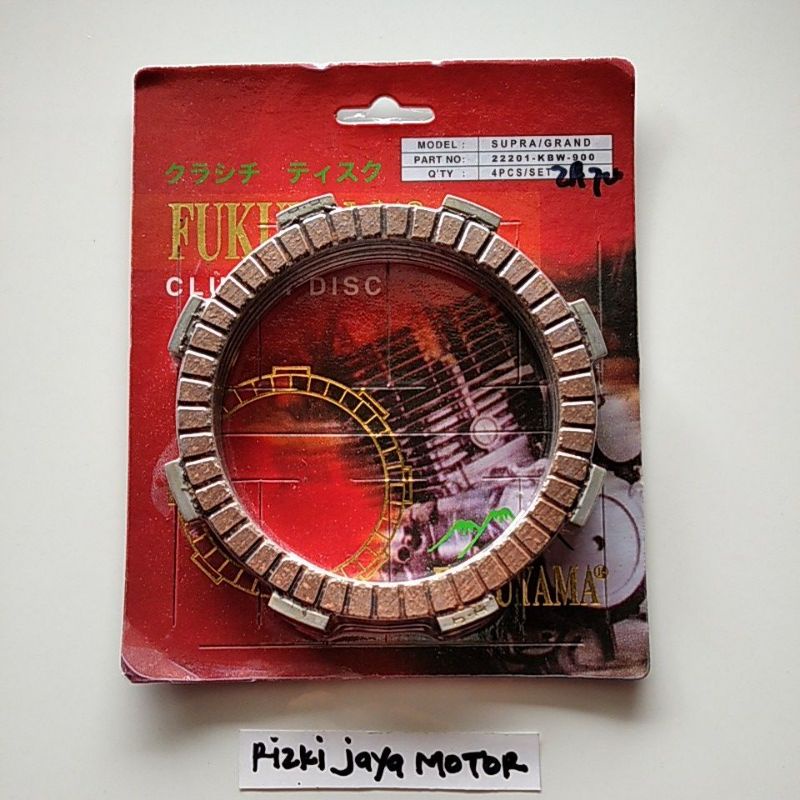 MODEL : SUPRA/GRAND
PART NO: 22201-KBW-900
Q'TY : 4PCS/SET
クラシチ ティスク
DISC
Rizki Jaya MOTOR